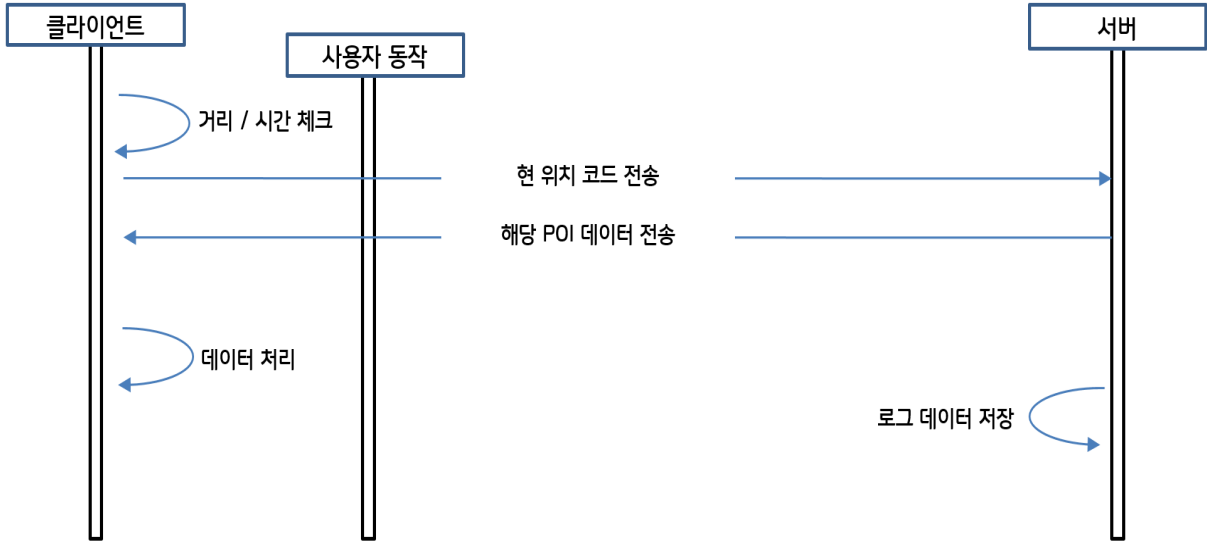 클라이언트
사용자 동작
서버
거리 / 시간 체크
현 위치 코드 전송
해당 POI 데이터 전송
데이터 처리
로그 데이터 저장